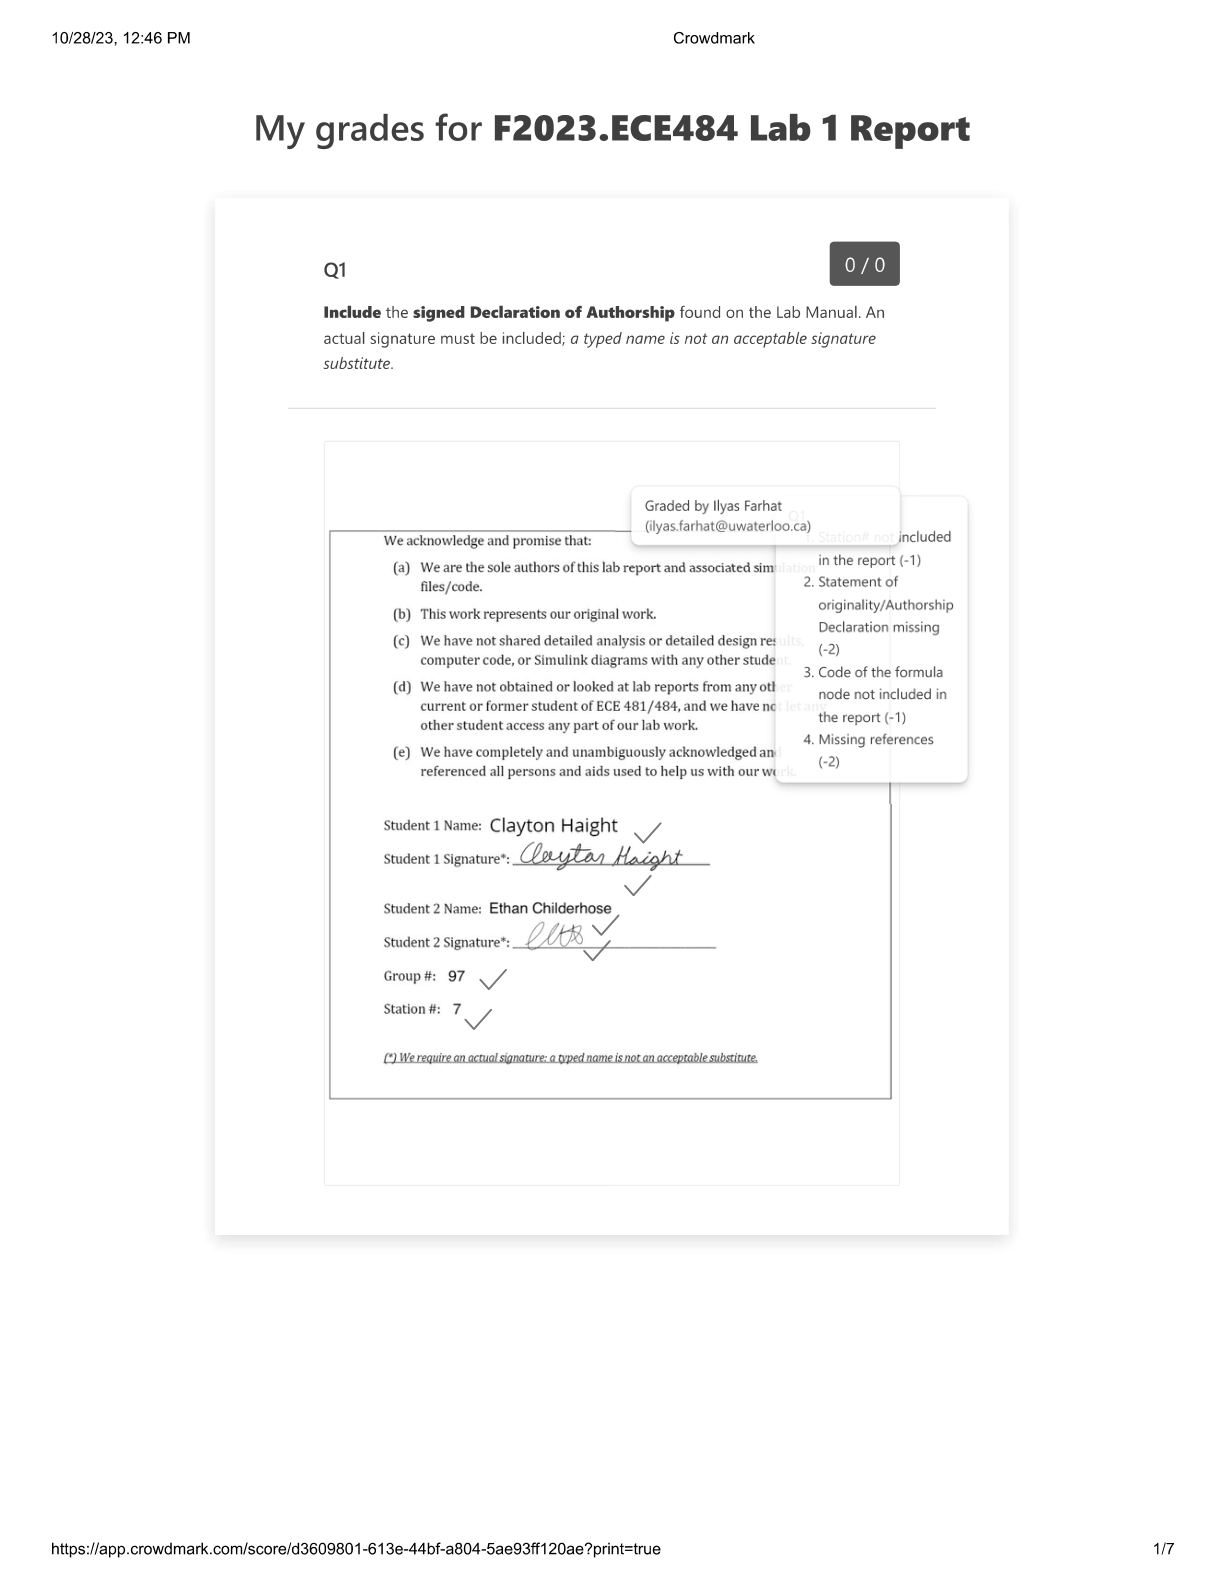 10/28/23, 12:46 PM
Crowdmark
My grades for F2023.ECE484 Lab 1 Report
Q1
0 / 0
Include the signed Declaration of Authorship found on the Lab Manual. An
actual signature must be included; a typed name is not an acceptable signature
substitute.
Graded by Ilyas Farhat
(ilyas.farhat@uwaterloo.ca)
Q1
1. Station# not included
in the report (-1)
2. Statement of
originality/Authorship
Declaration missing
(-2)
3. Code of the formula
node not included in
the report (-1)
4. Missing references
(-2)
We acknowledge and promise that:
(a) We are the sole authors of this lab report and associated simulation
files/code.
(b) This work represents our original work.
(c) We have not shared detailed analysis or detailed design results,
computer code, or Simulink diagrams with any other student.
(d) We have not obtained or looked at lab reports from any other
current or former student of ECE 481/484, and we have not let any
other student access any part of our lab work.
(e) We have completely and unambiguously acknowledged and
referenced all persons and aids used to help us with our work.
Student 1 Name: Clayton Haight
Student 1 Signature*: Clayton Haight
Student 2 Name: Ethan Childerhose
Student 2 Signature*:
Group #: 97
Station #: 7
(*) We require an actual signature: a typed name is not an acceptable substitute.
https://app.crowdmark.com/score/d3609801-613e-44bf-a804-5ae93ff120ae?print=true
1/7